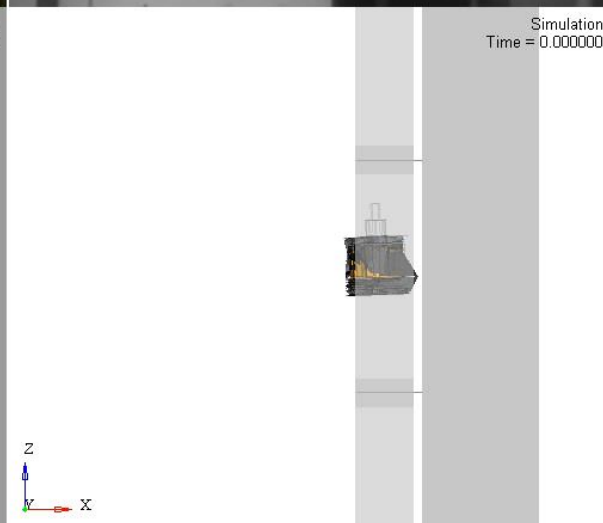 Simulation
Time = 0.000000
Z
Y
X